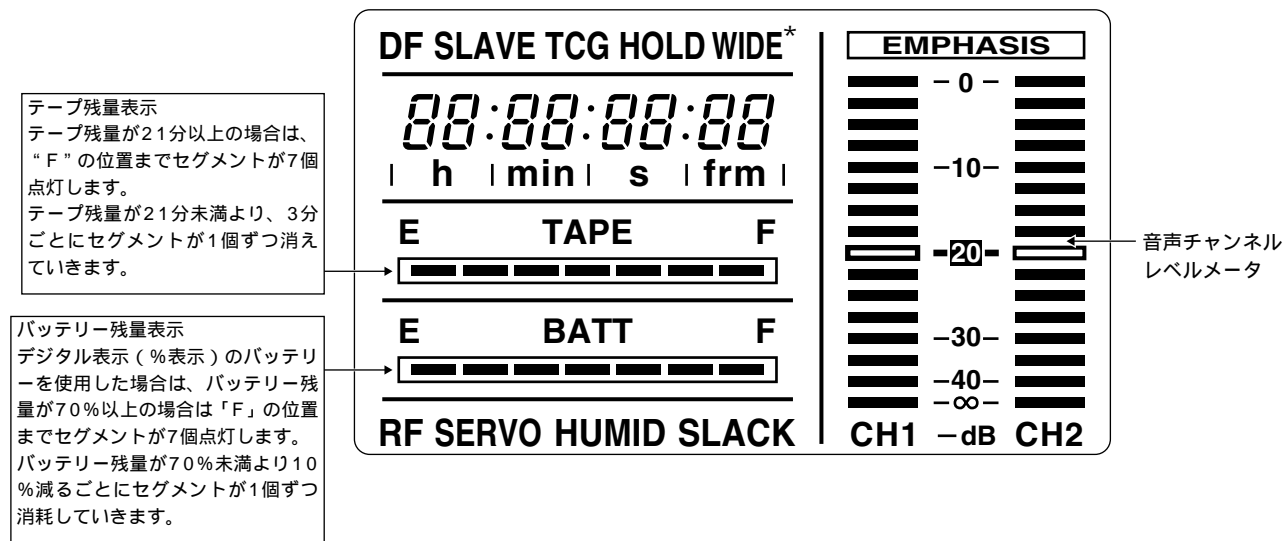 テープ残量表示
テープ残量が21分以上の場合は、
“F”の位置までセグメントが7個
点灯します。
テープ残量が21分未満より、3分
ごとにセグメントが1個ずつ消え
ていきます。
バッテリー残量表示
デジタル表示（%表示）のバッテリ
ーを使用した場合は、バッテリー残
量が70%以上の場合は「F」の位置
までセグメントが7個点灯します。
バッテリー残量が70%未満より10
%減るごとにセグメントが1個ずつ
消耗していきます。
DF SLAVE TCG HOLD WIDE*
88:88:88:88
h min s frm
E TAPE F
E BATT F
RF SERVO HUMID SLACK
EMPHASIS
– 0 –
–10–
–20–
–30–
–40–
–∞–
CH1 –dB CH2
音声チャンネル
レベルメータ